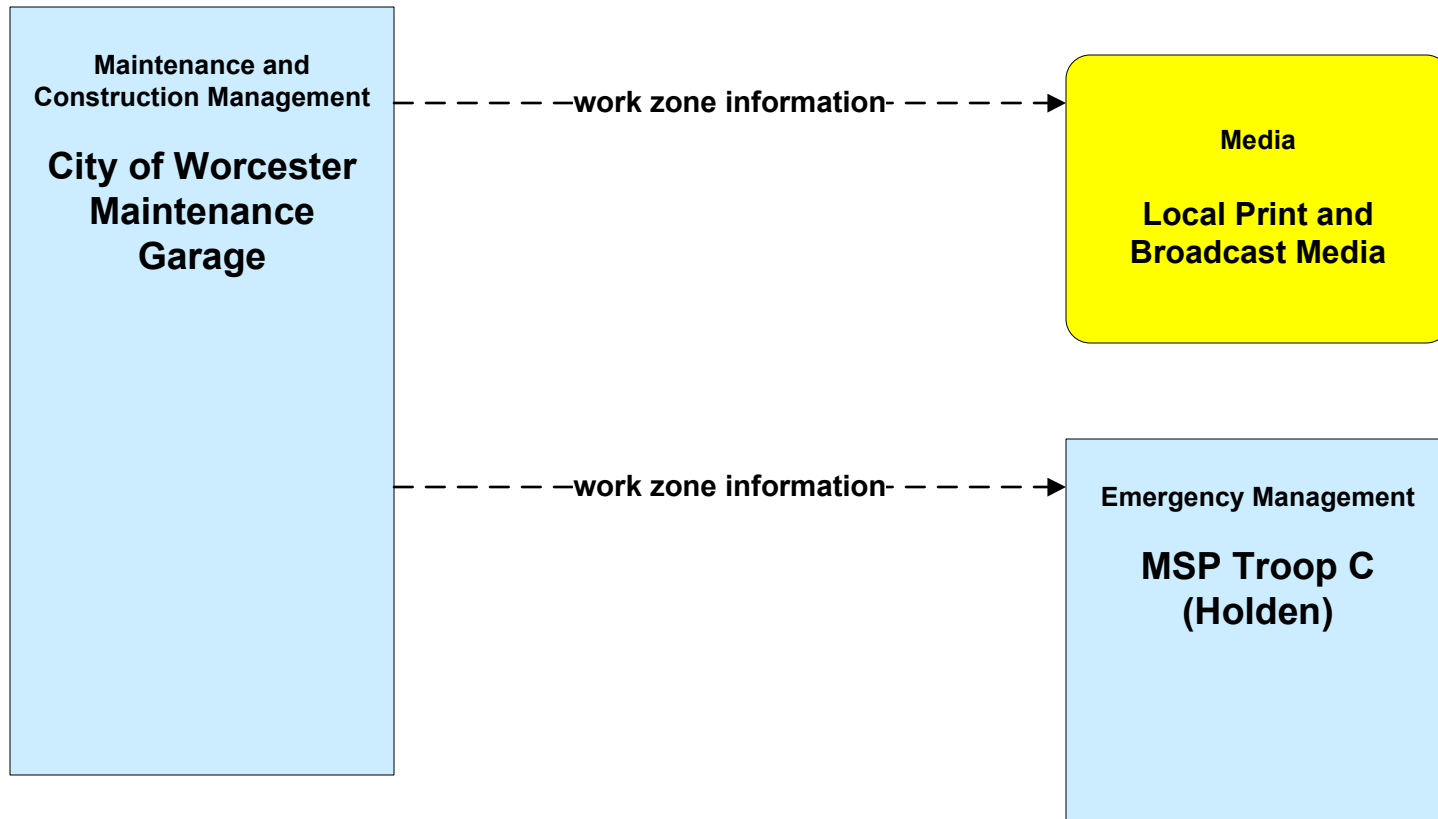 Maintenance and
Construction Management
City of Worcester
Maintenance
Garage
work zone information
Media
Local Print and
Broadcast Media
work zone information
Emergency Management
MSP Troop C
(Holden)